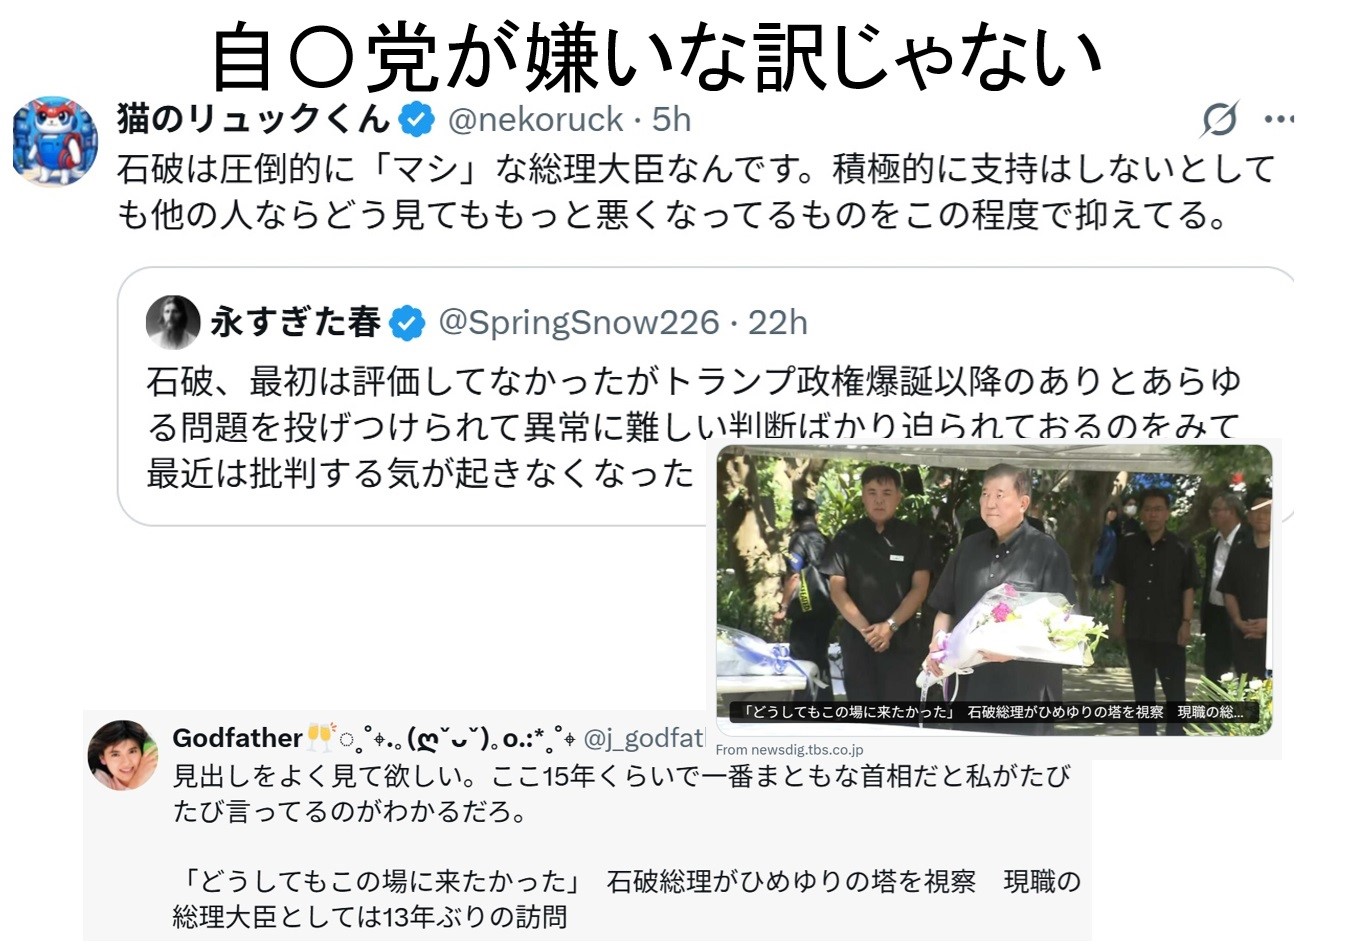 自〇党が嫌いな訳じゃない
猫のリュックくん @nekoruck · 5h
石破は圧倒的に「マシ」な総理大臣なんです。積極的に支持はしないとして
も他の人ならどう見てももっと悪くなってるものをこの程度で抑えてる。
永すぎた春 @SpringSnow226 · 22h
石破、最初は評価してなかったがトランプ政権爆誕以降のありとあらゆ
る問題を投げつけられて異常に難しい判断ばかり迫られておるのをみて
最近は批判する気が起きなくなった
「どうしてもこの場に来たかった」 石破総理がひめゆりの塔を視察 現職の総...
From newsdig.tbs.co.jp
Godfather🥂◌˳˚⌖.｡(ღ˘⌣˘)｡o.:*˳˚⌖ @j_godfat
見出しをよく見て欲しい。ここ15年くらいで一番まともな首相だと私がたび
たび言ってるのがわかるだろ。
「どうしてもこの場に来たかった」 石破総理がひめゆりの塔を視察 現職の
総理大臣としては13年ぶりの訪問